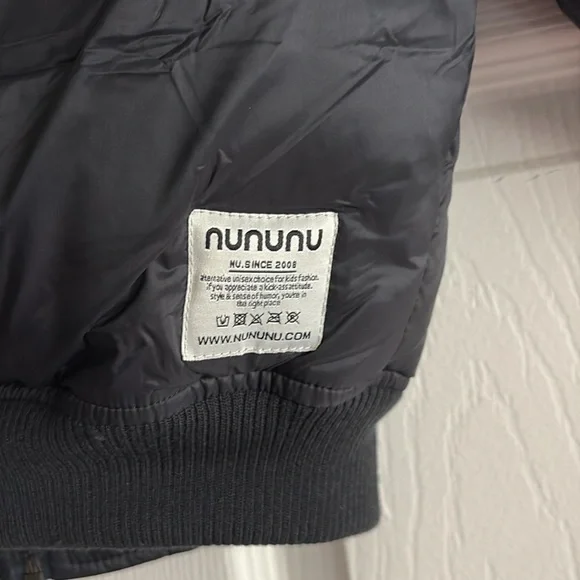 nununu
NU.SINCE 2008
alternative unisex choice for kids fashion.
if you appreciate a kick-ass attitude,
style & sense of humor, you're in
the right place
WWW.NUNUNU.COM